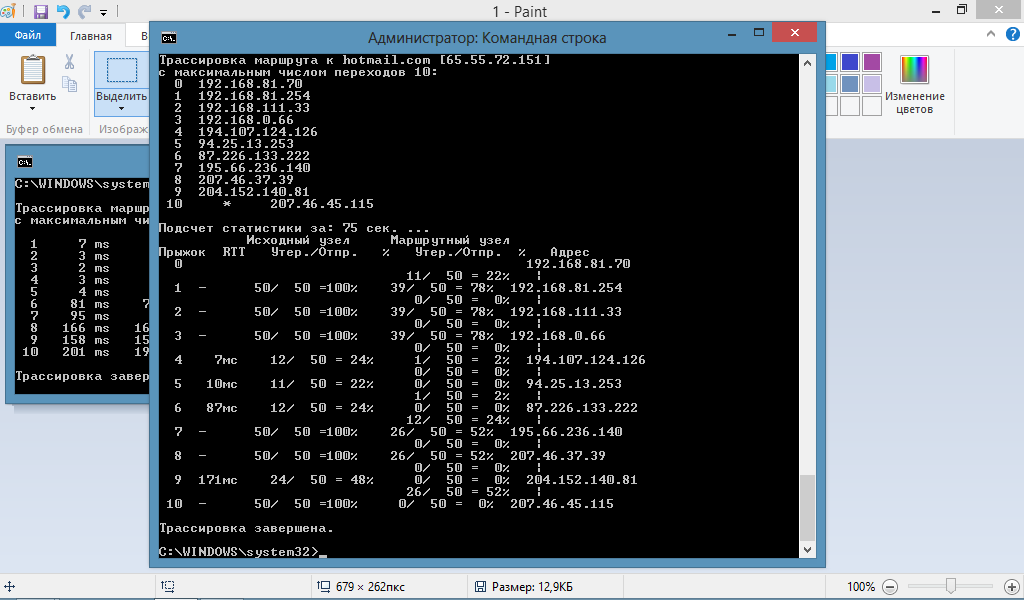 1 - Paint
Файл
Главная
В
Вставить
Выделить
Буфер обмена
Изображ
Изменение
цветов
C:\WINDOWS\system
Трассировка маршр
с максимальным чи
1 7 ms
2 3 ms
3 2 ms
4 3 ms
5 4 ms
6 81 ms 7
7 95 ms
8 166 ms 16
9 158 ms 15
10 201 ms 19
Трассировка завер
Администратор: Командная строка
Трассировка маршрута к hotmail.com [65.55.72.151]
с максимальным числом переходов 10:
0 192.168.81.70
1 192.168.81.254
2 192.168.111.33
3 192.168.0.66
4 194.107.124.126
5 94.25.13.253
6 87.226.133.222
7 195.66.236.140
8 207.46.37.39
9 204.152.140.81
10 * 207.46.45.115
Подсчет статистики за: 75 сек. ...
Исходный узел Маршрутный узел
Прыжок RTT Утер./Отпр. % Утер./Отпр. % Адрес
0 192.168.81.70
11/ 50 = 22% |
1 - 50/ 50 =100% 39/ 50 = 78% 192.168.81.254
0/ 50 = 0% |
2 - 50/ 50 =100% 39/ 50 = 78% 192.168.111.33
0/ 50 = 0% |
3 - 50/ 50 =100% 39/ 50 = 78% 192.168.0.66
0/ 50 = 0% |
4 7мс 12/ 50 = 24% 1/ 50 = 2% 194.107.124.126
0/ 50 = 0% |
5 10мс 11/ 50 = 22% 0/ 50 = 0% 94.25.13.253
1/ 50 = 2% |
6 87мс 12/ 50 = 24% 0/ 50 = 0% 87.226.133.222
12/ 50 = 24% |
7 - 50/ 50 =100% 26/ 50 = 52% 195.66.236.140
0/ 50 = 0% |
8 - 50/ 50 =100% 26/ 50 = 52% 207.46.37.39
0/ 50 = 0% |
9 171мс 24/ 50 = 48% 0/ 50 = 0% 204.152.140.81
26/ 50 = 52% |
10 - 50/ 50 =100% 0/ 50 = 0% 207.46.45.115
Трассировка завершена.
C:\WINDOWS\system32>_
679 × 262пкс
Размер: 12,9КБ
100%